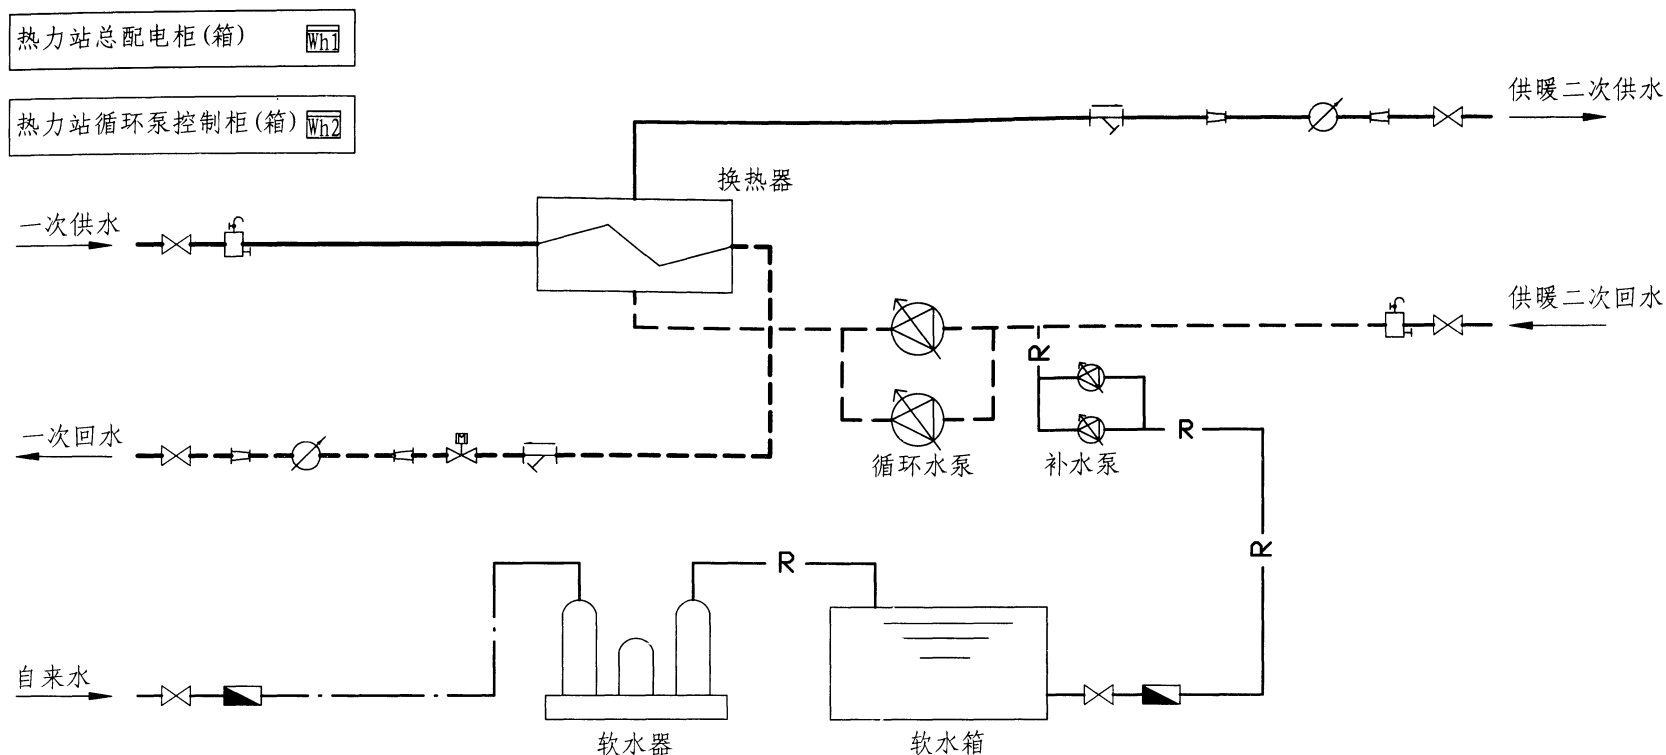 热力站总配电柜(箱) Wh1
热力站循环泵控制柜(箱) Wh2
供暖二次供水
换热器
一次供水
供暖二次回水
R
一次回水
R
循环水泵
补水泵
R
R
自来水
软水器
软水箱
M